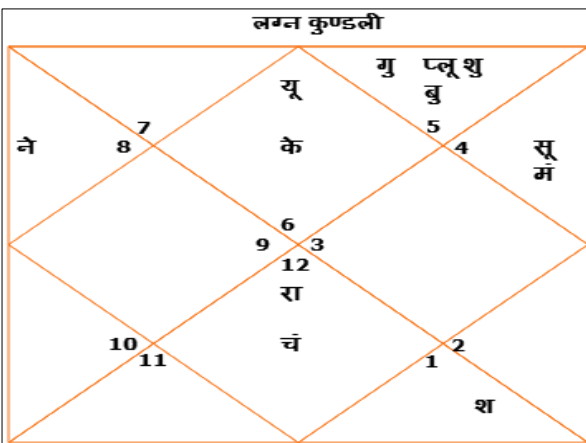 लग्न कुण्डली
गु प्लू शु
यू बु
7 5
ने 8 के 4 सू
मं
6
9 3
12
रा
10 चं 2
11 1
श